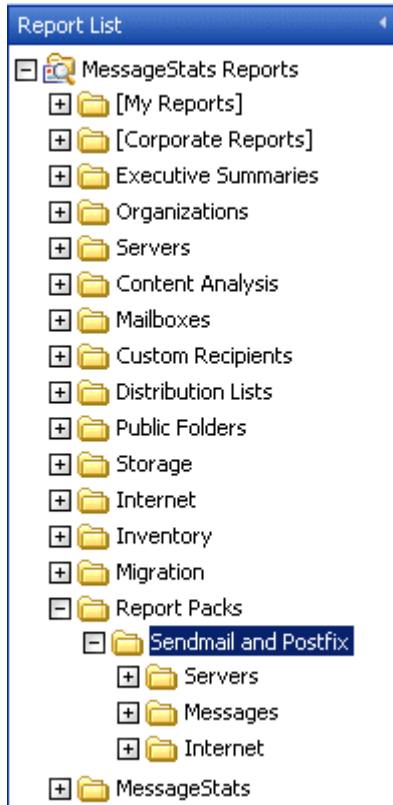 Report List
MessageStats Reports
[My Reports]
[Corporate Reports]
Executive Summaries
Organizations
Servers
Content Analysis
Mailboxes
Custom Recipients
Distribution Lists
Public Folders
Storage
Internet
Inventory
Migration
Report Packs
Sendmail and Postfix
Servers
Messages
Internet
MessageStats